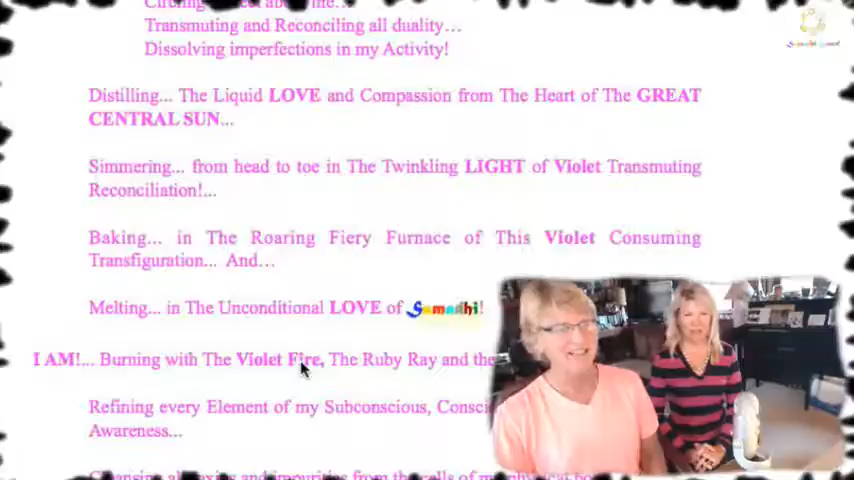 Transmuting and Reconciling all duality…
Dissolving imperfections in my Activity!
Distilling... The Liquid LOVE and Compassion from The Heart of The GREAT
CENTRAL SUN...
Simmering... from head to toe in The Twinkling LIGHT of Violet Transmuting
Reconciliation!...
Baking... in The Roaring Fiery Furnace of This Violet Consuming
Transfiguration... And…
Melting... in The Unconditional LOVE of Samadhi!
I AM!... Burning with The Violet Fire, The Ruby Ray and the
Refining every Element of my Subconscious,
Awareness...